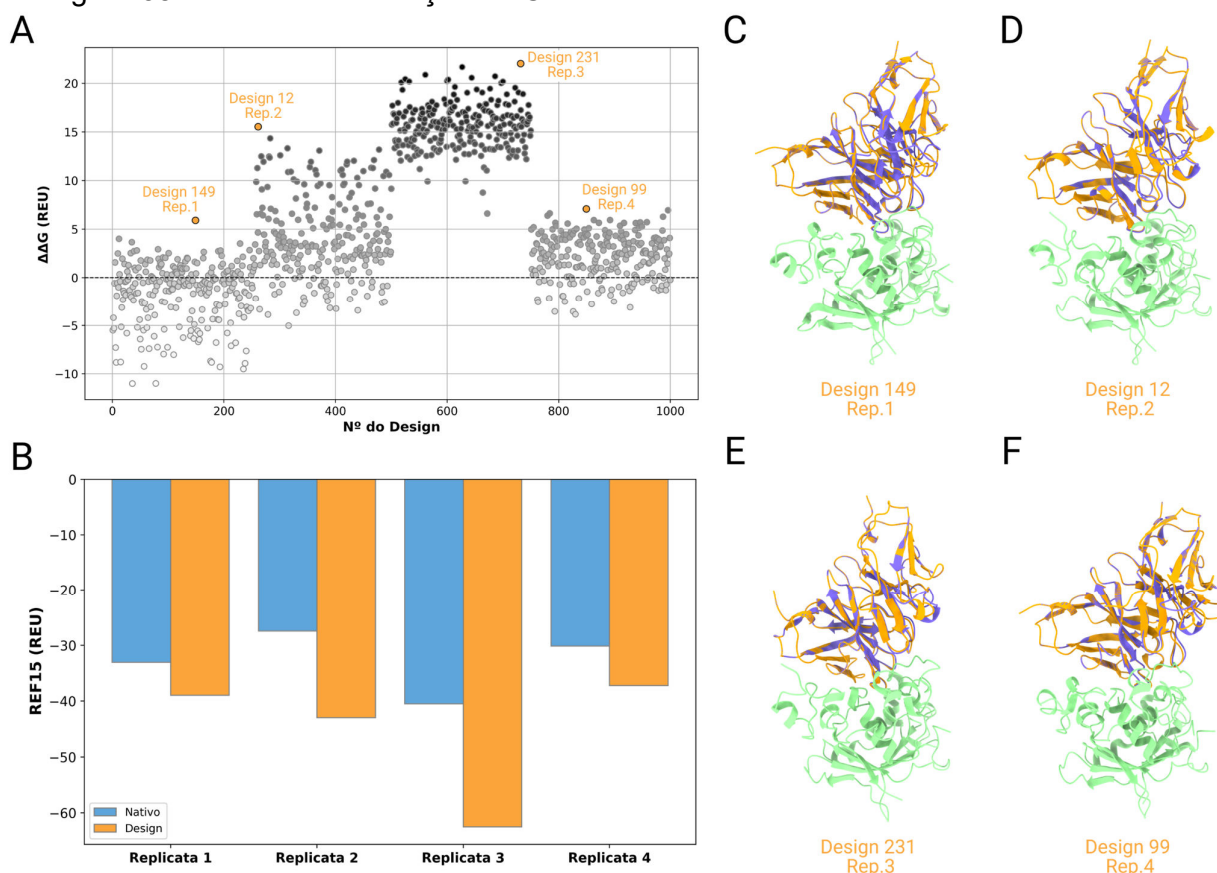 A
ΔΔG (REU)
20
15
10
5
0
−5
−10
Design 149
Rep.1
Design 12
Rep.2
Design 231
Rep.3
Design 99
Rep.4
0
200
400
600
800
1000
Nº do Design
B
REF15 (REU)
0
−10
−20
−30
−40
−50
−60
Nativo
Design
Replicata 1
Replicata 2
Replicata 3
Replicata 4
C
Design 149
Rep.1
D
Design 12
Rep.2
E
Design 231
Rep.3
F
Design 99
Rep.4